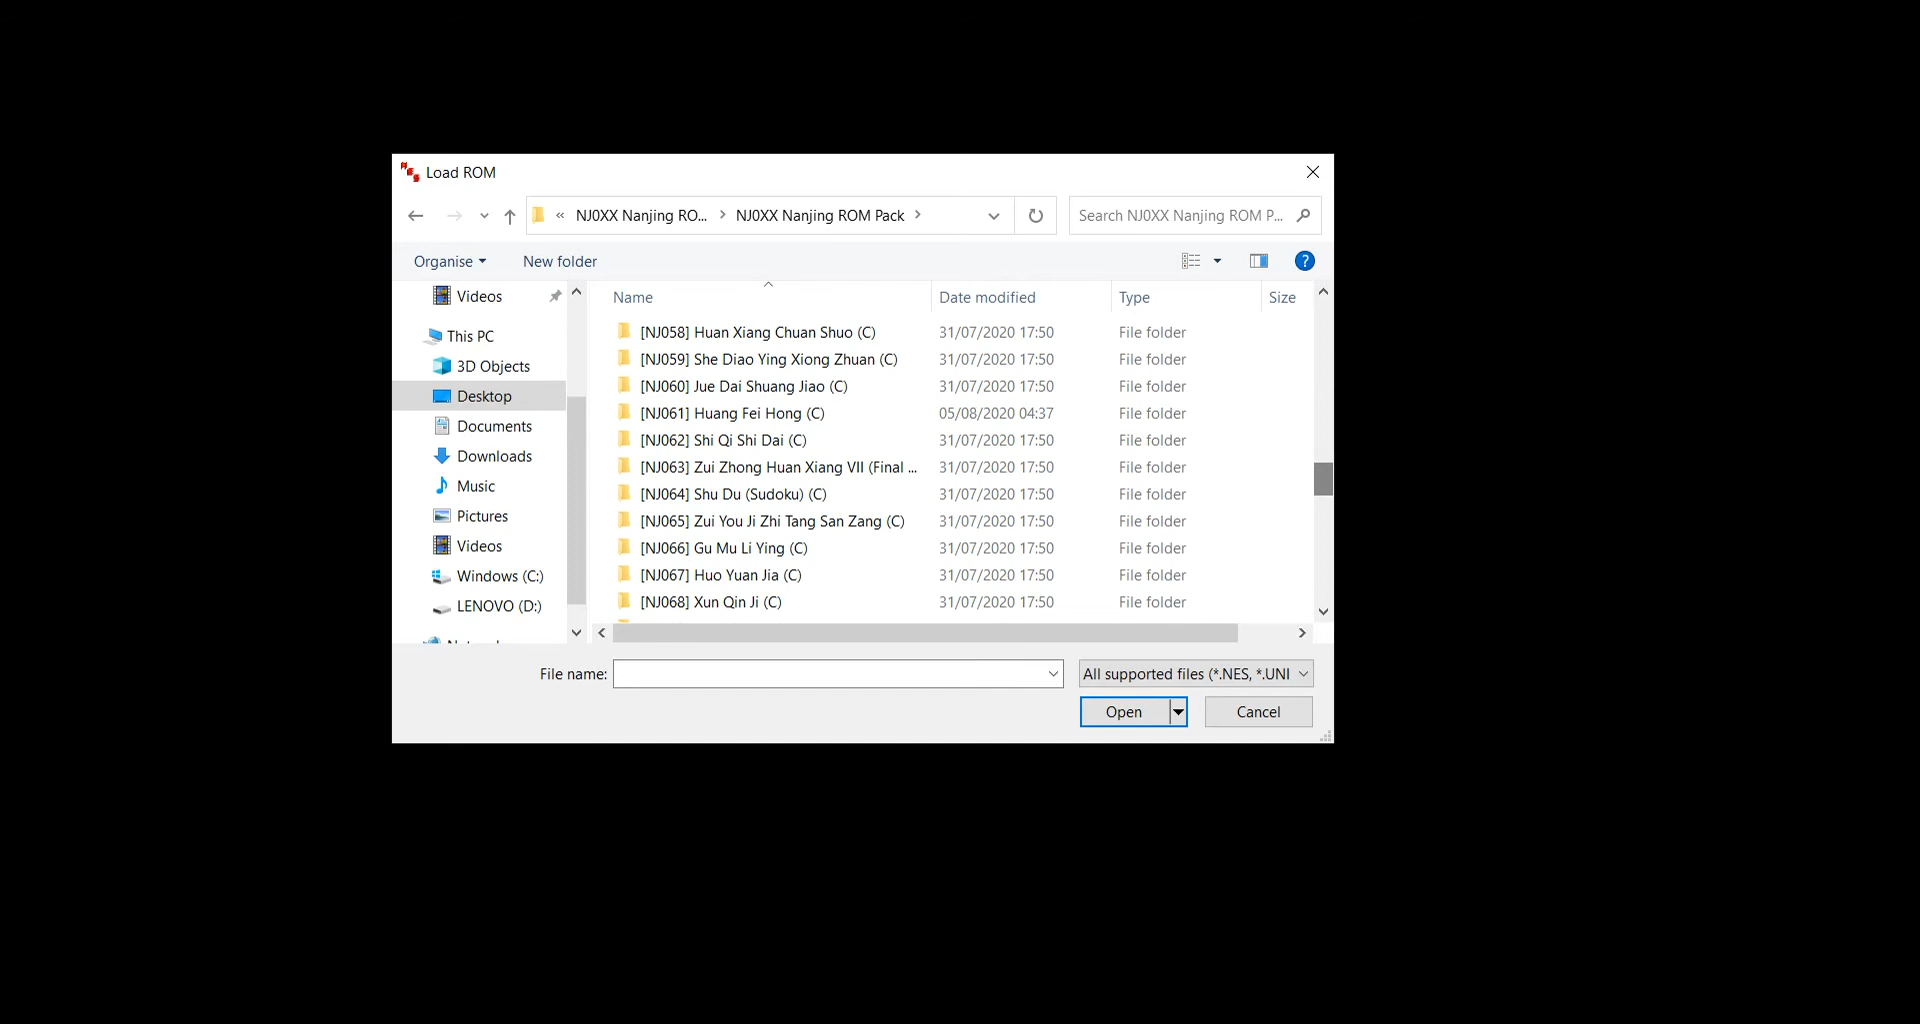 Load ROM
« NJ0XX Nanjing RO... > NJ0XX Nanjing ROM Pack >
Search NJ0XX Nanjing ROM P...
Organise
New folder
Name
Date modified
Type
Size
Videos
This PC
3D Objects
Desktop
Documents
Downloads
Music
Pictures
Videos
Windows (C:)
LENOVO (D:)
[NJ058] Huan Xiang Chuan Shuo (C) 31/07/2020 17:50 File folder
[NJ059] She Diao Ying Xiong Zhuan (C) 31/07/2020 17:50 File folder
[NJ060] Jue Dai Shuang Jiao (C) 31/07/2020 17:50 File folder
[NJ061] Huang Fei Hong (C) 05/08/2020 04:37 File folder
[NJ062] Shi Qi Shi Dai (C) 31/07/2020 17:50 File folder
[NJ063] Zui Zhong Huan Xiang VII (Final ... 31/07/2020 17:50 File folder
[NJ064] Shu Du (Sudoku) (C) 31/07/2020 17:50 File folder
[NJ065] Zui You Ji Zhi Tang San Zang (C) 31/07/2020 17:50 File folder
[NJ066] Gu Mu Li Ying (C) 31/07/2020 17:50 File folder
[NJ067] Huo Yuan Jia (C) 31/07/2020 17:50 File folder
[NJ068] Xun Qin Ji (C) 31/07/2020 17:50 File folder
File name:
All supported files (*.NES, *.UNI
Open
Cancel